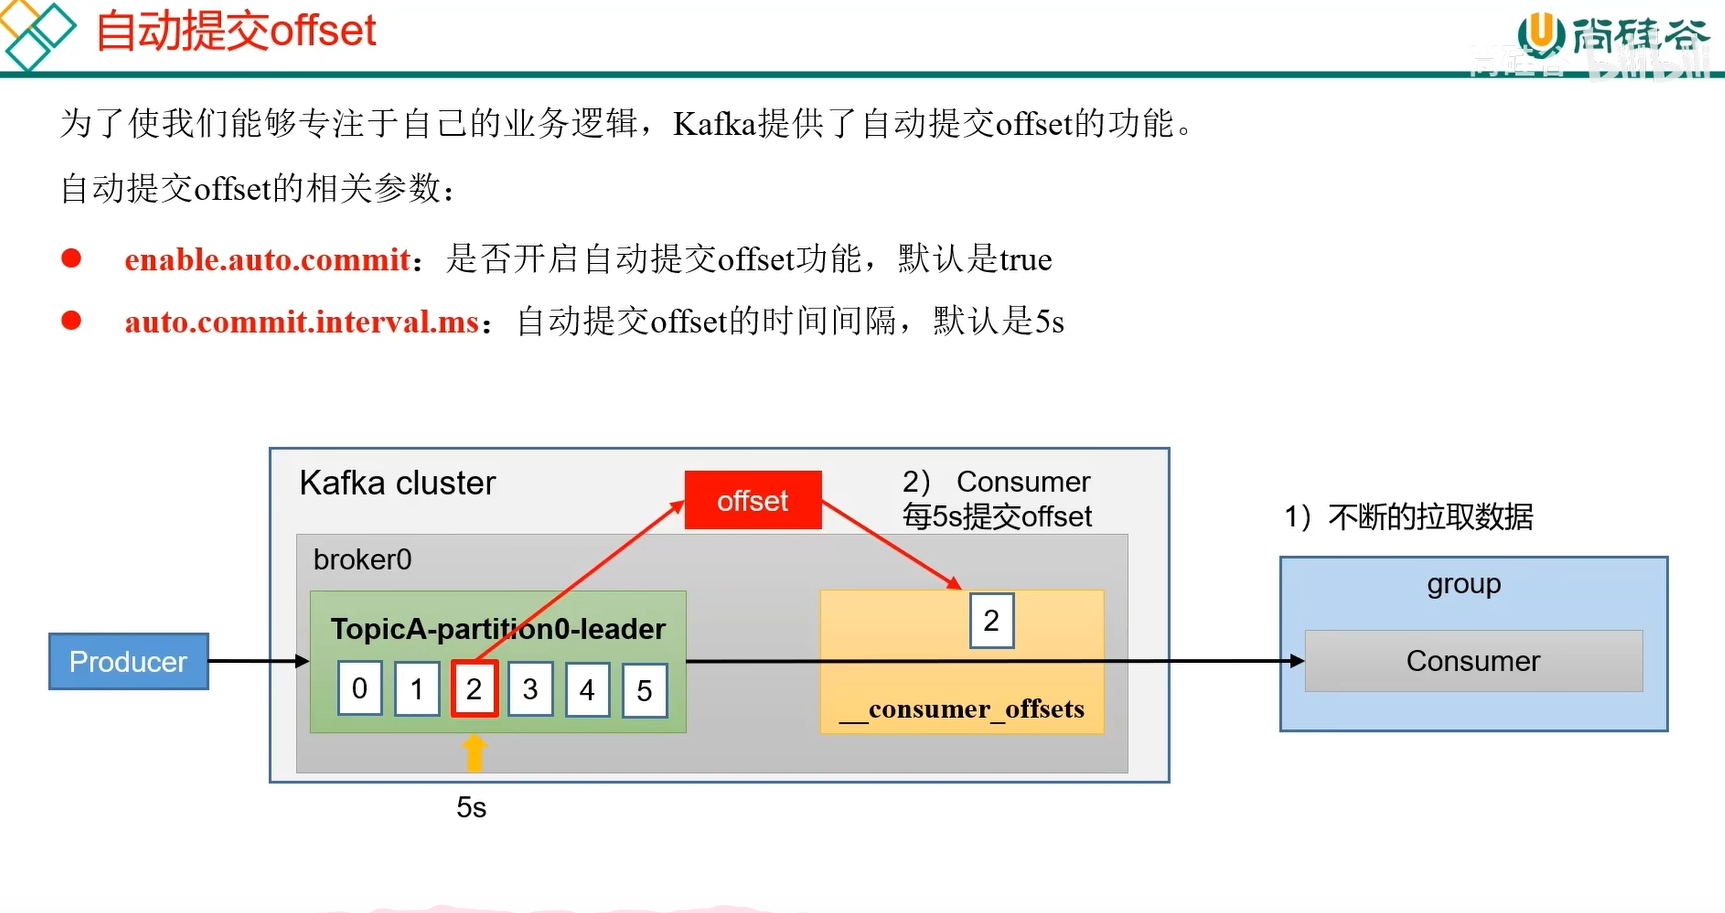 自动提交offset
尚硅谷
尚硅谷 bilibili
为了使我们能够专注于自己的业务逻辑，Kafka提供了自动提交offset的功能。
自动提交offset的相关参数：
enable.auto.commit：是否开启自动提交offset功能，默认是true
auto.commit.interval.ms：自动提交offset的时间间隔，默认是5s
Kafka cluster
offset
2） Consumer
每5s提交offset
1）不断的拉取数据
broker0
group
TopicA-partition0-leader
2
Producer
Consumer
0 1 2 3 4 5
__consumer_offsets
5s